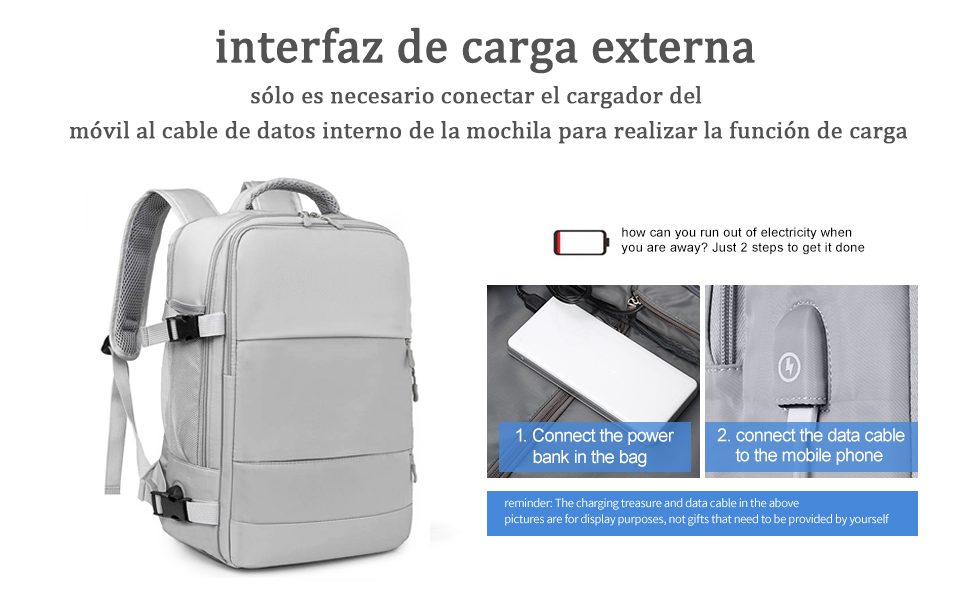 interfaz de carga externa
sólo es necesario conectar el cargador del
móvil al cable de datos interno de la mochila para realizar la función de carga
how can you run out of electricity when
you are away? Just 2 steps to get it done
1. Connect the power
bank in the bag
2. connect the data cable
to the mobile phone
reminder: The charging treasure and data cable in the above
pictures are for display purposes, not gifts that need to be provided by yourself